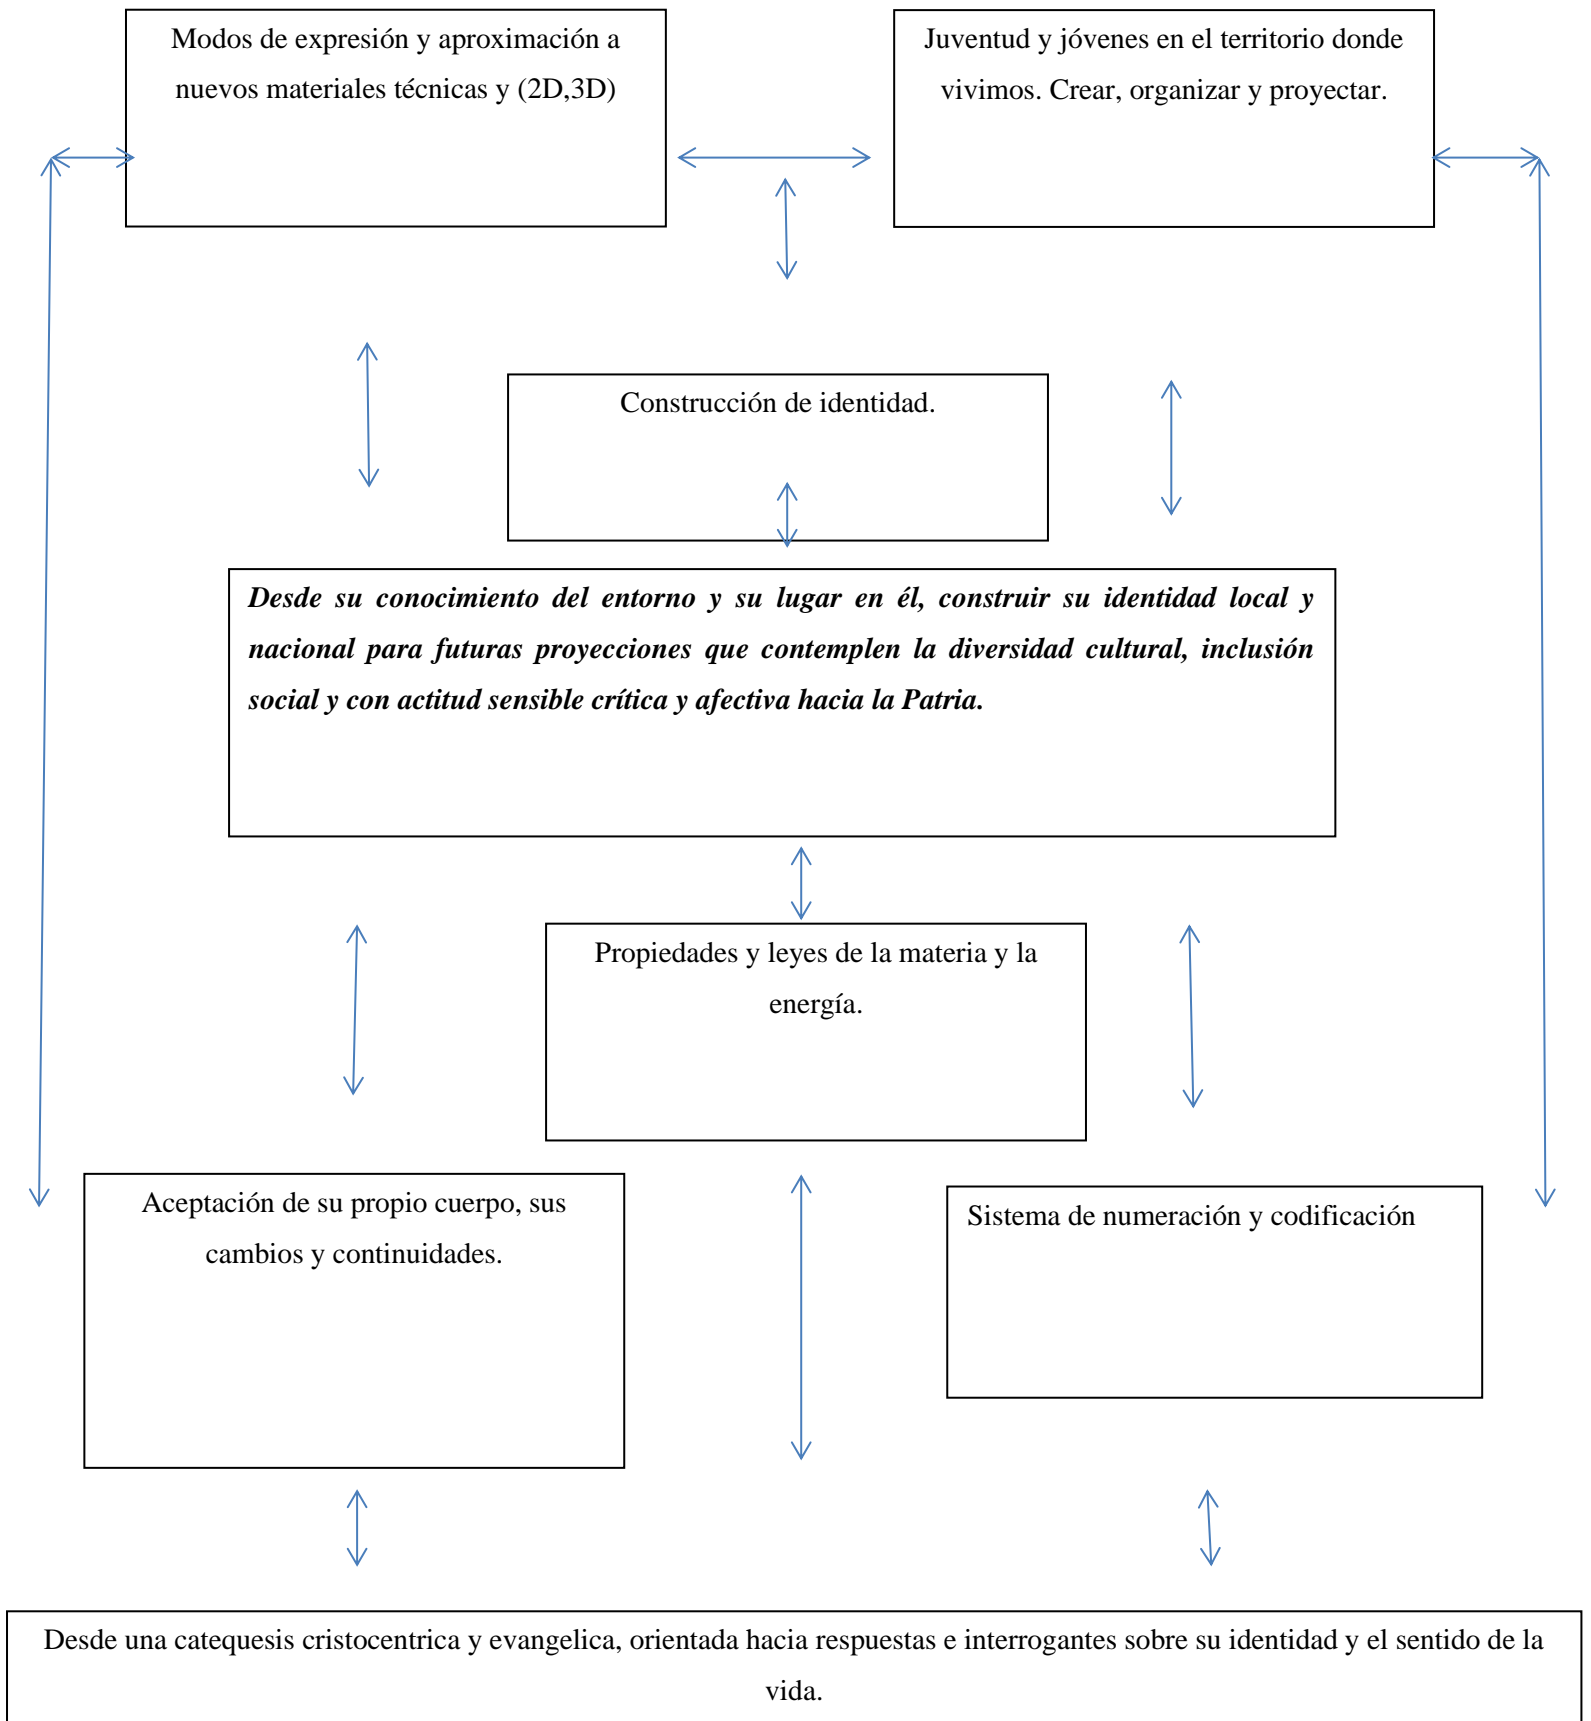 Modos de expresión y aproximación a
nuevos materiales técnicas y (2D,3D)
Juventud y jóvenes en el territorio donde
vivimos. Crear, organizar y proyectar.
Construcción de identidad.
Desde su conocimiento del entorno y su lugar en él, construir su identidad local y
nacional para futuras proyecciones que contemplen la diversidad cultural, inclusión
social y con actitud sensible crítica y afectiva hacia la Patria.
Propiedades y leyes de la materia y la
energía.
Aceptación de su propio cuerpo, sus
cambios y continuidades.
Sistema de numeración y codificación
Desde una catequesis cristocentrica y evangelica, orientada hacia respuestas e interrogantes sobre su identidad y el sentido de la
vida.